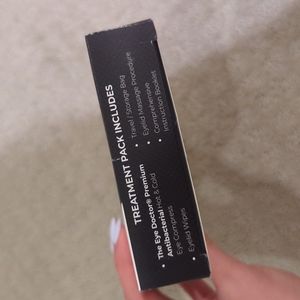 TREATMENT PACK INCLUDES
• The Eye Doctor® Premium
Antibacterial Hot & Cold
Eye Compress
• Eyelid Wipes
• Travel / Storage Bag
• Eyelid Massage Procedure
• Comprehensive
Instruction Booklet